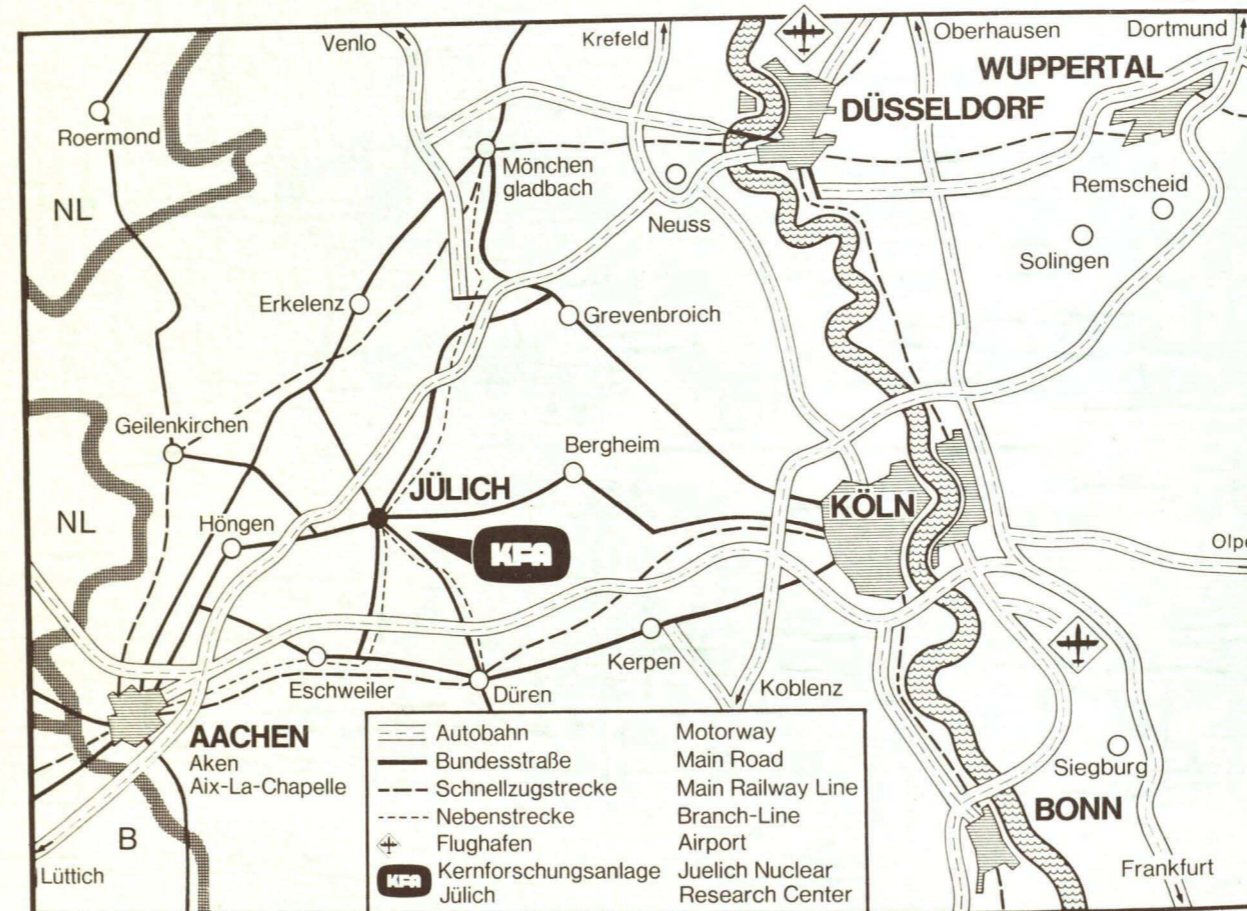 Venlo
Krefeld
Oberhausen
Dortmund
WUPPERTAL
DÜSSELDORF
Roermond
Mönchen
gladbach
NL
Neuss
Remscheid
Solingen
Erkelenz
Grevenbroich
Geilenkirchen
Bergheim
JÜLICH
KÖLN
NL
Höngen
KFA
Olpe
Kerpen
Eschweiler
Düren
Koblenz
AACHEN
Aken
Aix-La-Chapelle
Siegburg
BONN
B
Lüttich
Frankfurt
Autobahn Motorway
Bundesstraße Main Road
Schnellzugstrecke Main Railway Line
Nebenstrecke Branch-Line
Flughafen Airport
KFA Kernforschungsanlage Juelich Nuclear
Jülich Research Center